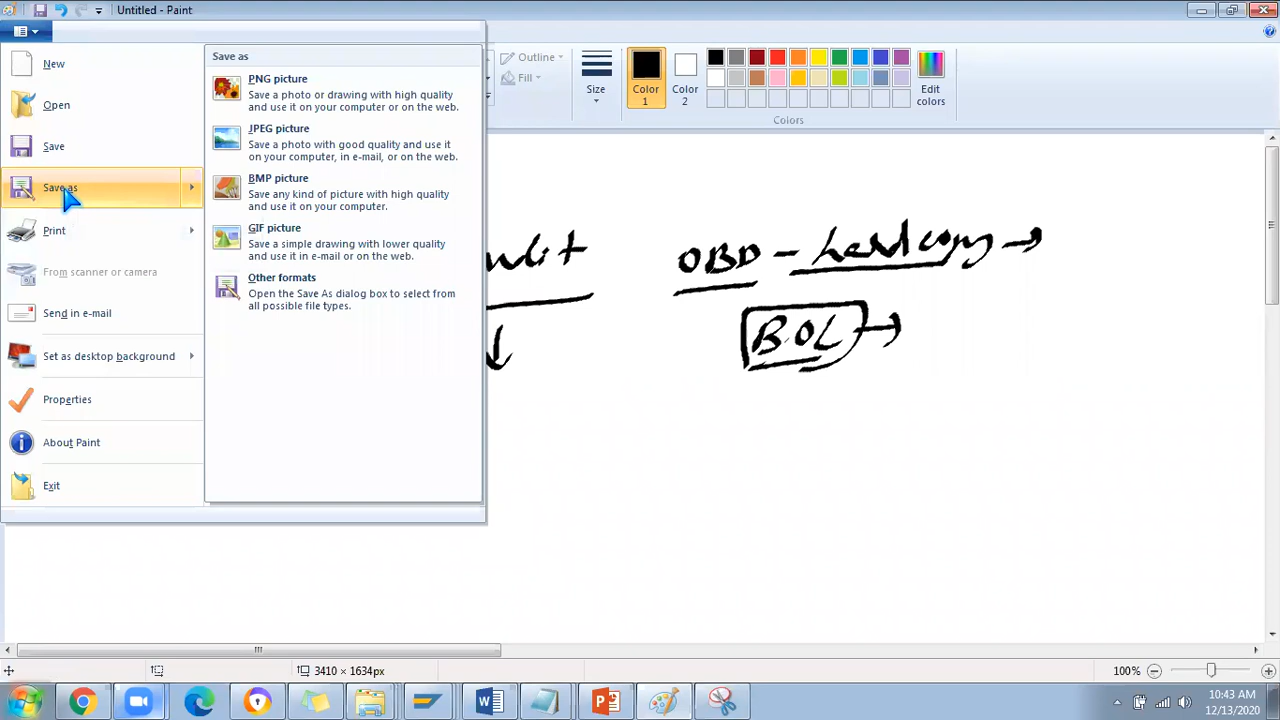 Untitled - Paint
New
Open
Save
Save as
Print
From scanner or camera
Send in e-mail
Set as desktop background
Properties
About Paint
Exit
Save as
PNG picture
Save a photo or drawing with high quality
and use it on your computer or on the web.
JPEG picture
Save a photo with good quality and use it
on your computer, in e-mail, or on the web.
BMP picture
Save any kind of picture with high quality
and use it on your computer.
GIF picture
Save a simple drawing with lower quality
and use it in e-mail or on the web.
Other formats
Open the Save As dialog box to select from
all possible file types.
Outline
Fill
Size
Color
1
Color
2
Edit
colors
Colors
OBD - hard copy
B.OL
3410 × 1634px
100%
10:43 AM
12/13/2020